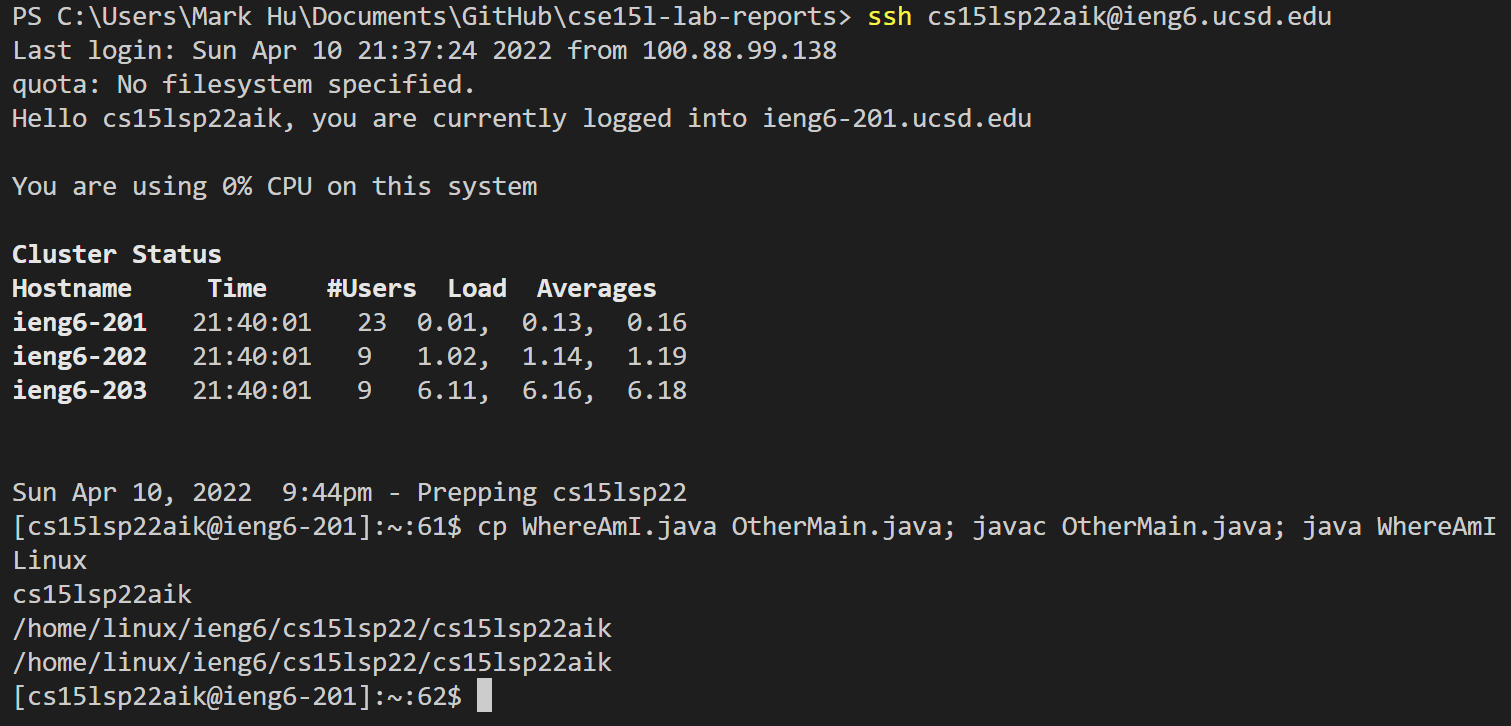 PS C:\Users\Mark Hu\Documents\GitHub\cse15l-lab-reports> ssh cs15lsp22aik@ieng6.ucsd.edu
Last login: Sun Apr 10 21:37:24 2022 from 100.88.99.138
quota: No filesystem specified.
Hello cs15lsp22aik, you are currently logged into ieng6-201.ucsd.edu
You are using 0% CPU on this system
Cluster Status
Hostname     Time    #Users  Load  Averages
ieng6-201   21:40:01   23  0.01,  0.13,  0.16
ieng6-202   21:40:01   9   1.02,  1.14,  1.19
ieng6-203   21:40:01   9   6.11,  6.16,  6.18
Sun Apr 10, 2022  9:44pm - Prepping cs15lsp22
[cs15lsp22aik@ieng6-201]:~:61$ cp WhereAmI.java OtherMain.java; javac OtherMain.java; java WhereAmI
Linux
cs15lsp22aik
/home/linux/ieng6/cs15lsp22/cs15lsp22aik
/home/linux/ieng6/cs15lsp22/cs15lsp22aik
[cs15lsp22aik@ieng6-201]:~:62$